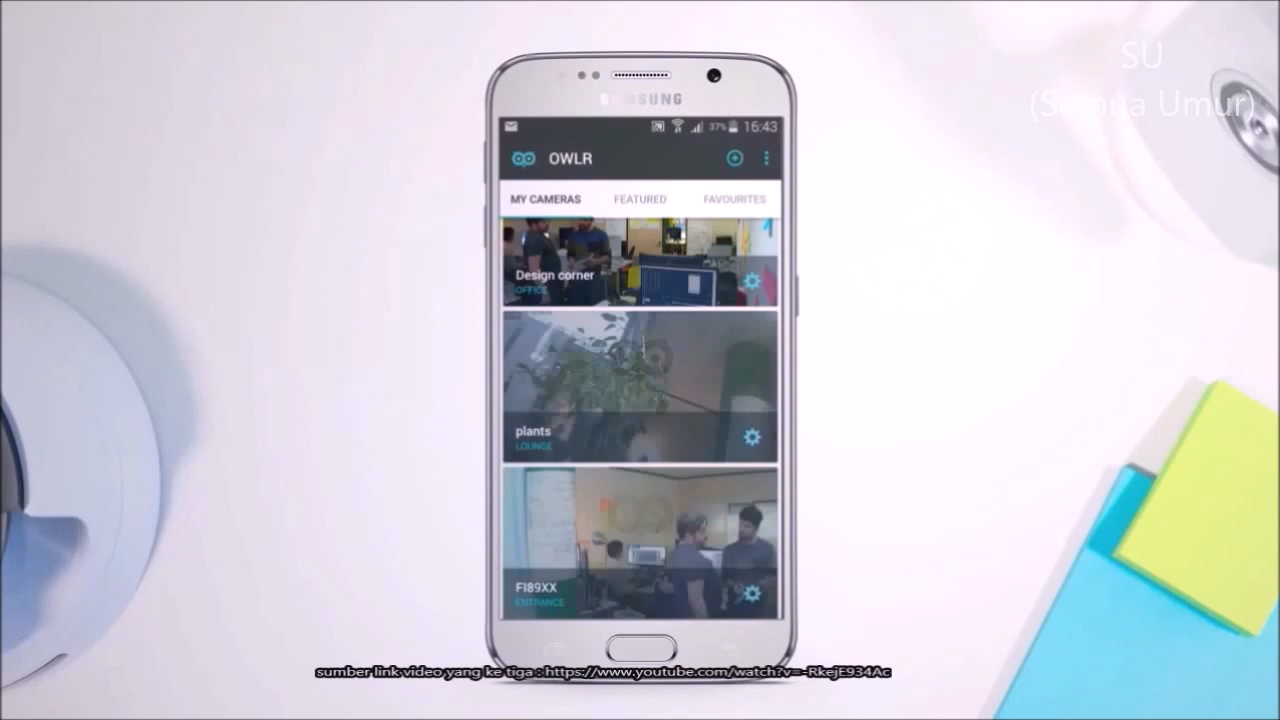 SU
(Semua Umur)
SAMSUNG
37% 16:43
OWLR
MY CAMERAS FEATURED FAVOURITES
Design corner
OFFICE
plants
LOUNGE
FI89XX
ENTRANCE
sumber link video yang ke tiga : https://www.youtube.com/watch?v=-RkejE934Ac